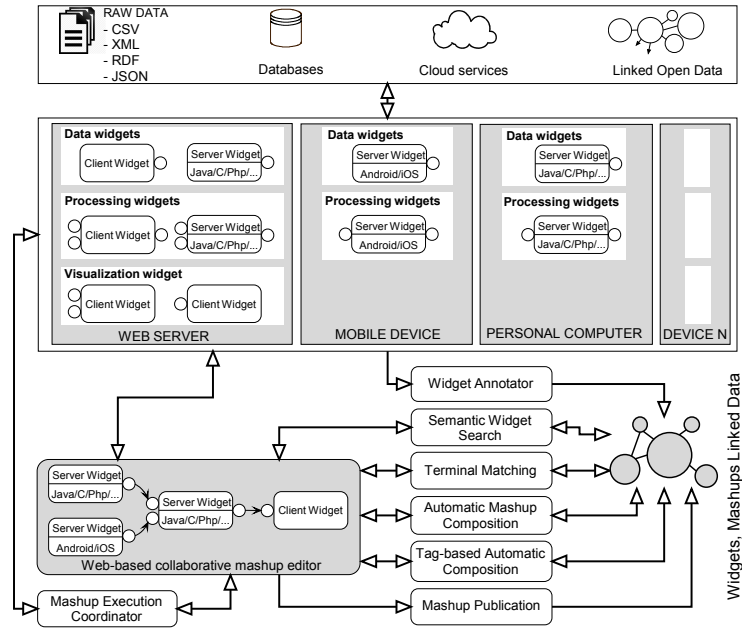 RAW DATA
- CSV
- XML
- RDF
- JSON
Databases
Cloud services
Linked Open Data
Data widgets
Client Widget
Server Widget
Java/C/Php/...
Processing widgets
Client Widget
Server Widget
Java/C/Php/...
Visualization widget
Client Widget
Client Widget
WEB SERVER
Data widgets
Server Widget
Android/iOS
Processing widgets
Server Widget
Android/iOS
MOBILE DEVICE
Data widgets
Server Widget
Java/C/Php/...
Processing widgets
Server Widget
Java/C/Php/...
PERSONAL COMPUTER
DEVICE N
Widget Annotator
Semantic Widget
Search
Terminal Matching
Automatic Mashup
Composition
Tag-based Automatic
Composition
Mashup Publication
Widgets, Mashups Linked Data
Server Widget
Java/C/Php/...
Server Widget
Android/iOS
Server Widget
Java/C/Php/...
Client Widget
Web-based collaborative mashup editor
Mashup Execution
Coordinator